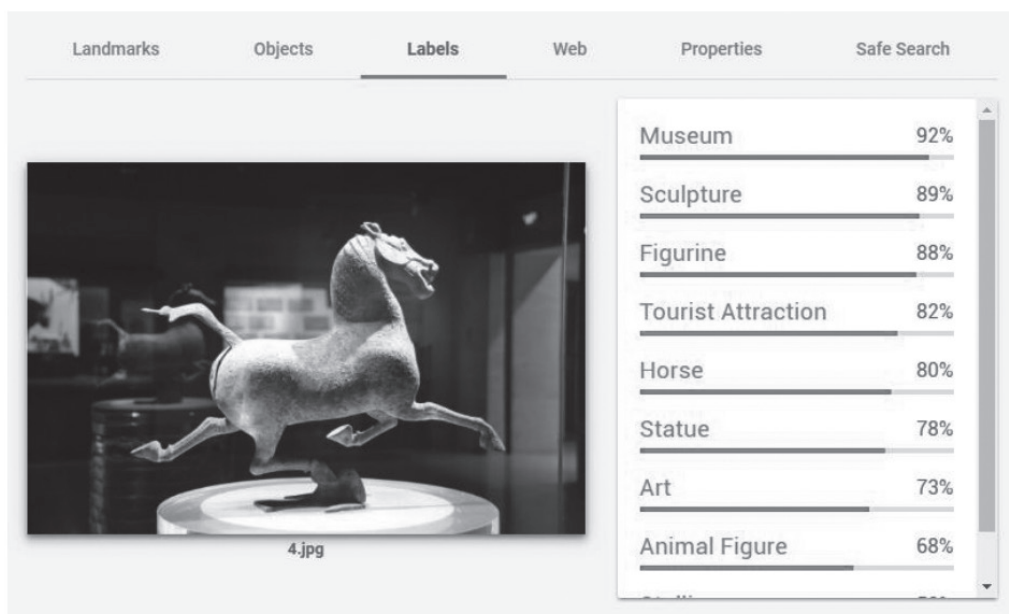 Landmarks Objects Labels Web Properties Safe Search
Museum 92%
Sculpture 89%
Figurine 88%
Tourist Attraction 82%
Horse 80%
Statue 78%
Art 73%
Animal Figure 68%
4.jpg